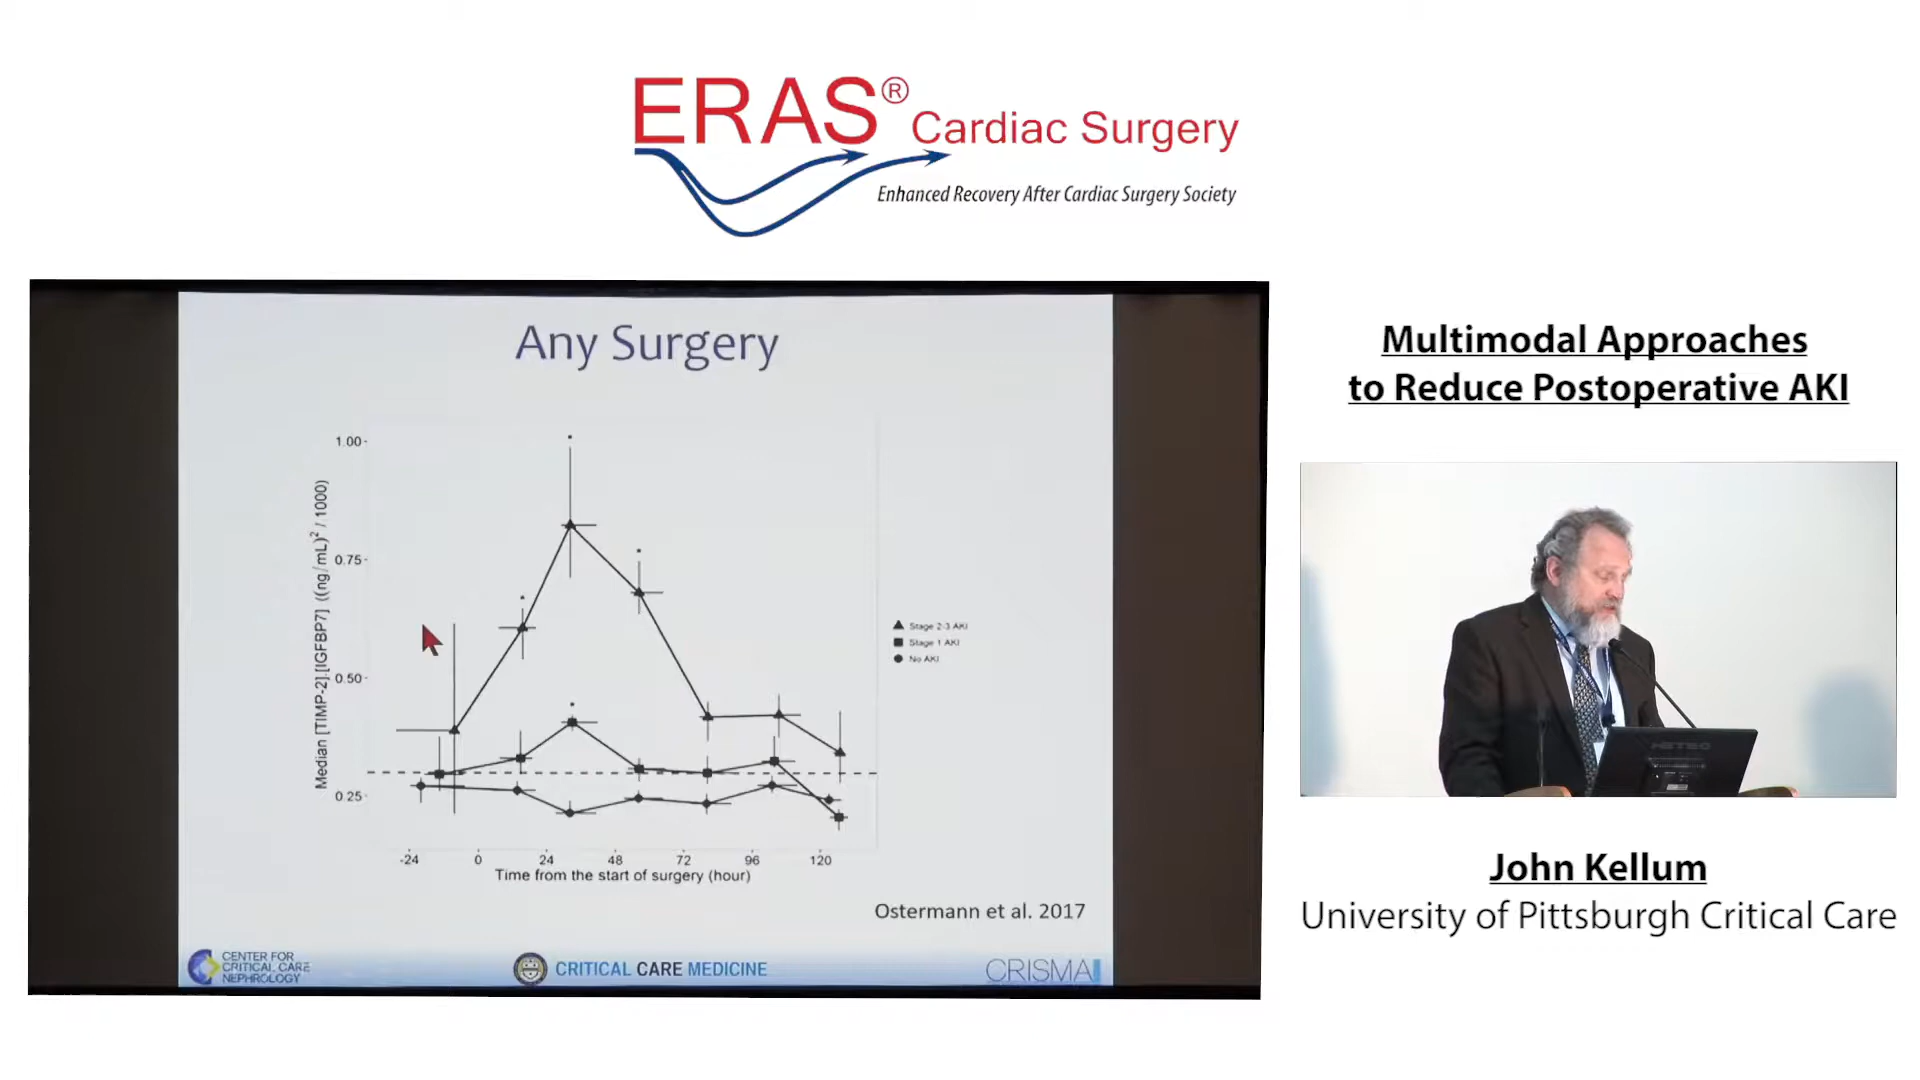 ERAS® Cardiac Surgery
Enhanced Recovery After Cardiac Surgery Society
Any Surgery
1.00
0.75
0.50
0.25
Median [TIMP-2].[IGFBP7] ((ng/mL)² / 1000)
-24 0 24 48 72 96 120
Time from the start of surgery (hour)
Stage 2-3 AKI
Stage 1 AKI
No AKI
Ostermann et al. 2017
CENTER FOR
CRITICAL CARE
NEPHROLOGY
CRITICAL CARE MEDICINE
CRISMA
Multimodal Approaches
to Reduce Postoperative AKI
John Kellum
University of Pittsburgh Critical Care